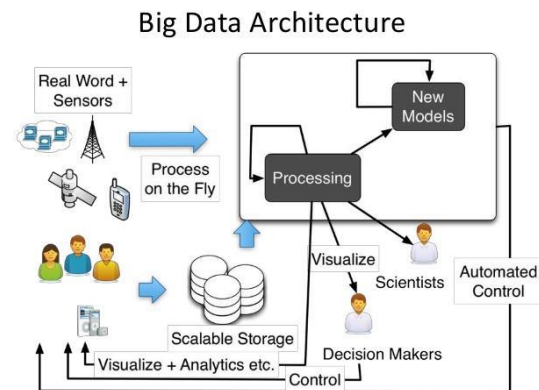 Big Data Architecture
Real Word +
Sensors
Process
on the Fly
New
Models
Processing
Visualize
Scientists
Automated
Control
Scalable Storage
Decision Makers
Visualize + Analytics etc.
Control